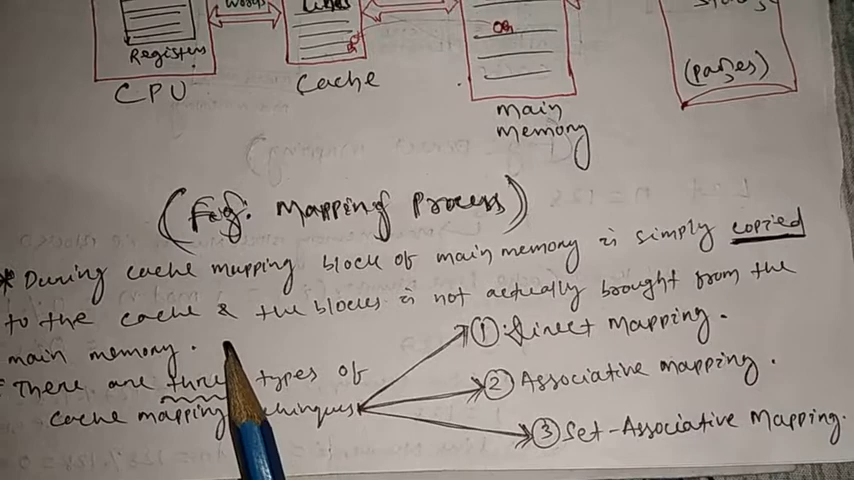 words
Lines
Registers
CPU
Cache
(pages)
main
Memory
(Fig: Mapping Process)
* During cache mapping block of main memory is simply copied
to the cache & the blocks is not actually brought from the
main memory.
There are three types of
cache mapping
① Direct Mapping.
② Associative mapping.
③ Set-Associative Mapping.